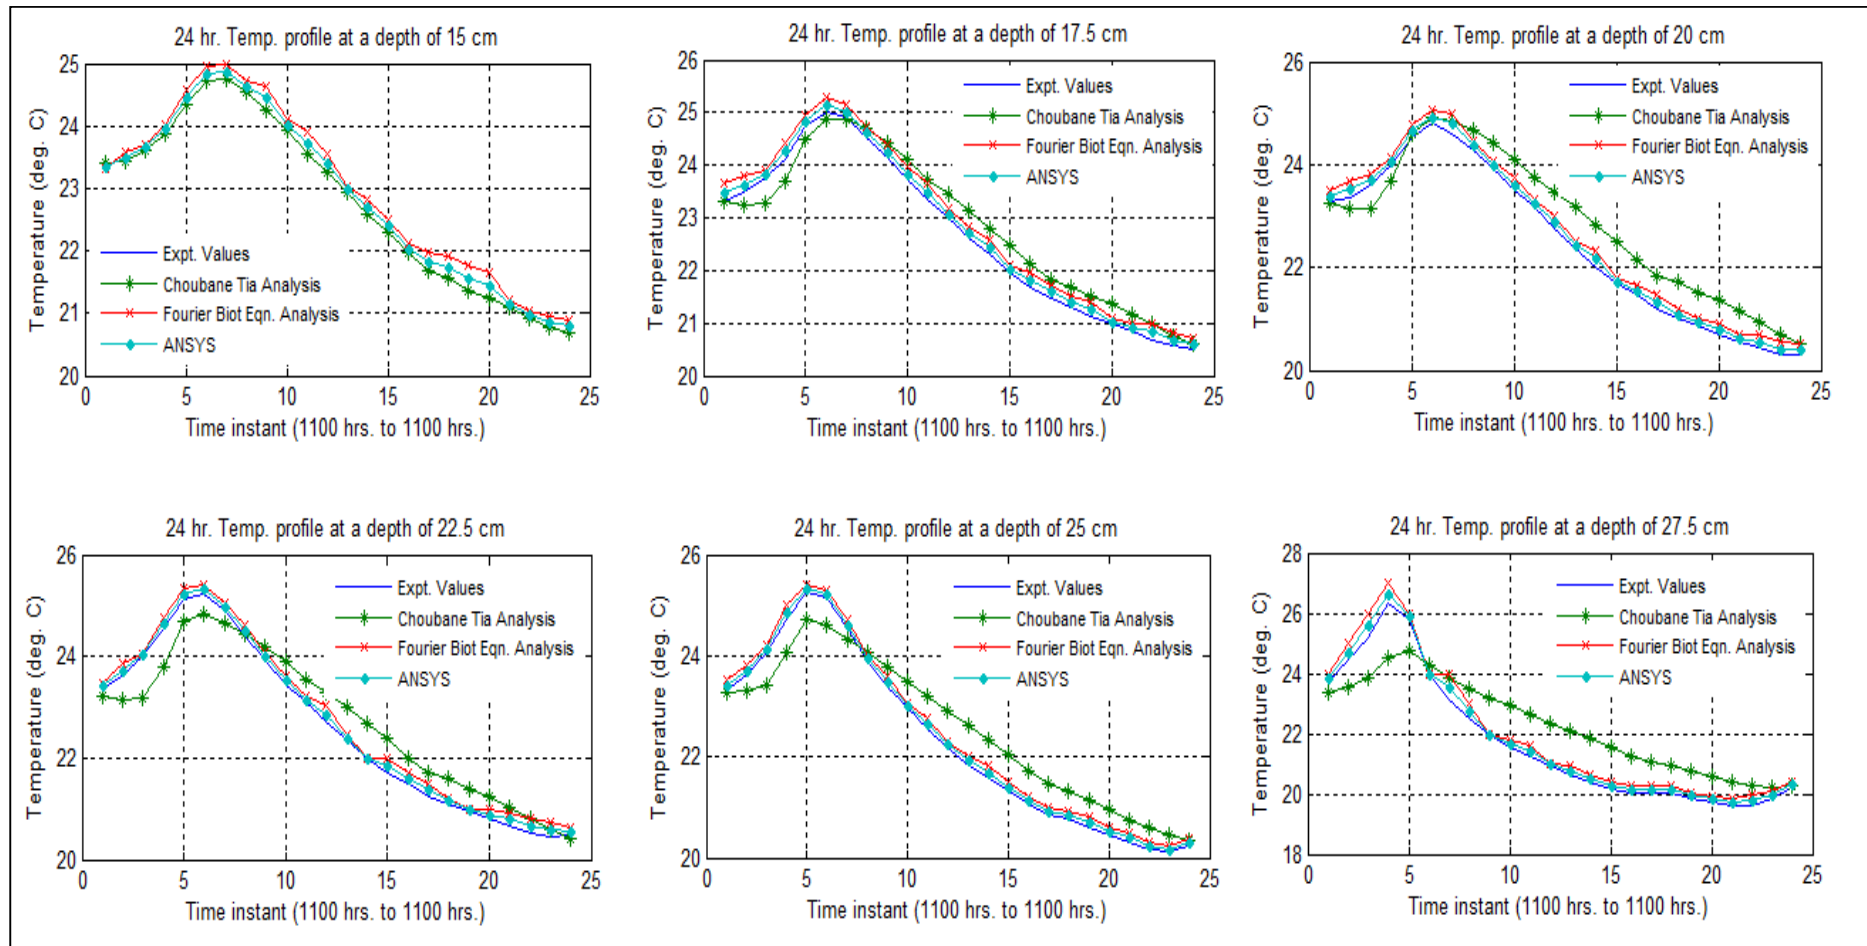 24 hr. Temp. profile at a depth of 15 cm
25
24
23
22
21
20
Temperature (deg. C)
Expt. Values
Choubane Tia Analysis
Fourier Biot Eqn. Analysis
ANSYS
0 5 10 15 20 25
Time instant (1100 hrs. to 1100 hrs.)
24 hr. Temp. profile at a depth of 17.5 cm
26
25
24
23
22
21
20
Temperature (deg. C)
Expt. Values
Choubane Tia Analysis
Fourier Biot Eqn. Analysis
ANSYS
0 5 10 15 20 25
Time instant (1100 hrs. to 1100 hrs.)
24 hr. Temp. profile at a depth of 20 cm
26
24
22
20
Temperature (deg. C)
Expt. Values
Choubane Tia Analysis
Fourier Biot Eqn. Analysis
ANSYS
0 5 10 15 20 25
Time instant (1100 hrs. to 1100 hrs.)
24 hr. Temp. profile at a depth of 22.5 cm
26
24
22
20
Temperature (deg. C)
Expt. Values
Choubane Tia Analysis
Fourier Biot Eqn. Analysis
ANSYS
0 5 10 15 20 25
Time instant (1100 hrs. to 1100 hrs.)
24 hr. Temp. profile at a depth of 25 cm
26
24
22
20
Temperature (deg. C)
Expt. Values
Choubane Tia Analysis
Fourier Biot Eqn. Analysis
ANSYS
0 5 10 15 20 25
Time instant (1100 hrs. to 1100 hrs.)
24 hr. Temp. profile at a depth of 27.5 cm
28
26
24
22
20
18
Temperature (deg. C)
Expt. Values
Choubane Tia Analysis
Fourier Biot Eqn. Analysis
ANSYS
0 5 10 15 20 25
Time instant (1100 hrs. to 1100 hrs.)